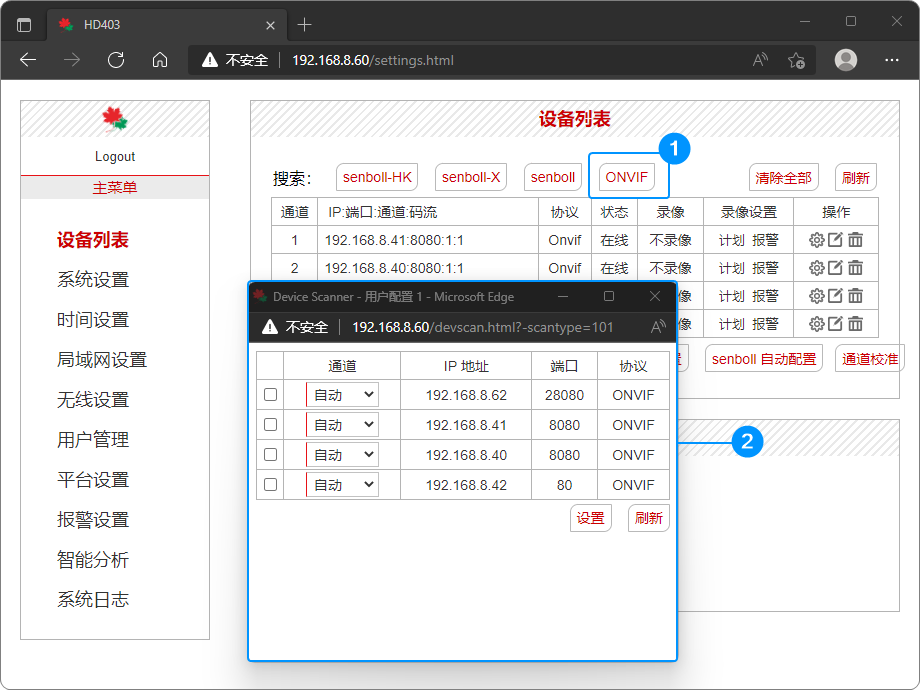 HD403
不安全 192.168.8.60/settings.html
Logout
主菜单
设备列表
系统设置
时间设置
局域网设置
无线设置
用户管理
平台设置
报警设置
智能分析
系统日志
设备列表
1
搜索： senboll-HK senboll-X senboll ONVIF 清除全部 刷新
通道 IP:端口:通道:码流 协议 状态 录像 录像设置 操作
1 192.168.8.41:8080:1:1 Onvif 在线 不录像 计划 报警
2 192.168.8.40:8080:1:1 Onvif 在线 不录像 计划 报警
像 计划 报警
像 计划 报警
置 senboll 自动配置 通道校准
Device Scanner - 用户配置 1 - Microsoft Edge
不安全 192.168.8.60/devscan.html?-scantype=101
通道 IP 地址 端口 协议
自动 192.168.8.62 28080 ONVIF
自动 192.168.8.41 8080 ONVIF
自动 192.168.8.40 8080 ONVIF
自动 192.168.8.42 80 ONVIF
设置 刷新
2